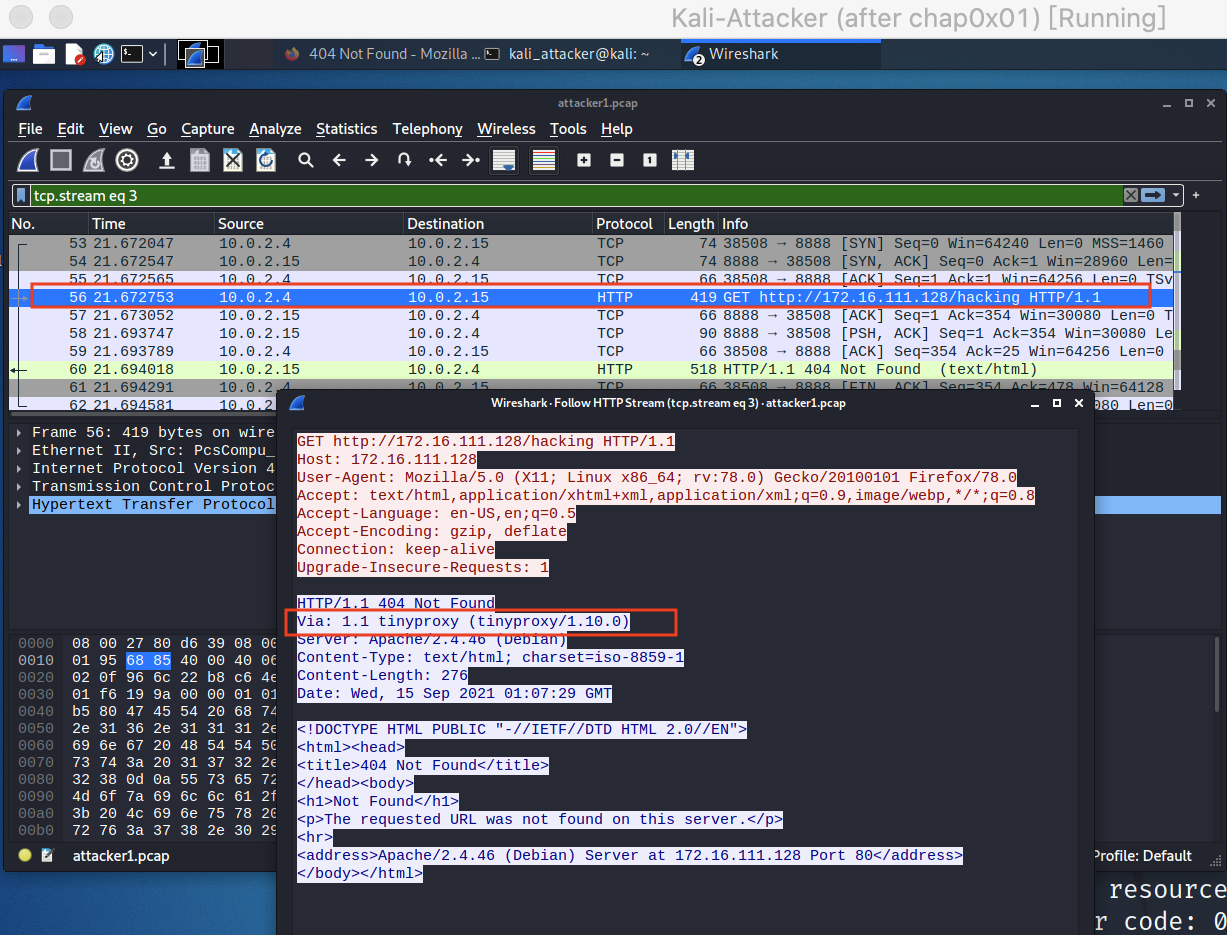 Kali-Attacker (after chap0x01) [Running]
404 Not Found - Mozilla ...
kali_attacker@kali: ~
2
Wireshark
attacker1.pcap
File Edit View Go Capture Analyze Statistics Telephony Wireless Tools Help
tcp.stream eq 3
No. Time Source Destination Protocol Length Info
53 21.672047 10.0.2.4 10.0.2.15 TCP 74 38508 → 8888 [SYN] Seq=0 Win=64240 Len=0 MSS=1460
54 21.672547 10.0.2.15 10.0.2.4 TCP 74 8888 → 38508 [SYN, ACK] Seq=0 Ack=1 Win=28960 Len=
55 21.672565 10.0.2.4 10.0.2.15 TCP 66 38508 → 8888 [ACK] Seq=1 Ack=1 Win=64256 Len=0 TSv
56 21.672753 10.0.2.4 10.0.2.15 HTTP 419 GET http://172.16.111.128/hacking HTTP/1.1
57 21.673052 10.0.2.15 10.0.2.4 TCP 66 8888 → 38508 [ACK] Seq=1 Ack=354 Win=30080 Len=0 T
58 21.693747 10.0.2.15 10.0.2.4 TCP 90 8888 → 38508 [PSH, ACK] Seq=1 Ack=354 Win=30080 Le
59 21.693789 10.0.2.4 10.0.2.15 TCP 66 38508 → 8888 [ACK] Seq=354 Ack=25 Win=64256 Len=0
60 21.694018 10.0.2.15 10.0.2.4 HTTP 518 HTTP/1.1 404 Not Found (text/html)
61 21.694291 10.0.2.4 10.0.2.15 TCP 66 38508 → 8888 [FIN, ACK] Seq=354 Ack=478 Win=64128
62 21.694581 10.0.2.15 080 Len=0
Wireshark · Follow HTTP Stream (tcp.stream eq 3) · attacker1.pcap
Frame 56: 419 bytes on wire
Ethernet II, Src: PcsCompu_
Internet Protocol Version 4
Transmission Control Protoc
Hypertext Transfer Protocol
GET http://172.16.111.128/hacking HTTP/1.1
Host: 172.16.111.128
User-Agent: Mozilla/5.0 (X11; Linux x86_64; rv:78.0) Gecko/20100101 Firefox/78.0
Accept: text/html,application/xhtml+xml,application/xml;q=0.9,image/webp,*/*;q=0.8
Accept-Language: en-US,en;q=0.5
Accept-Encoding: gzip, deflate
Connection: keep-alive
Upgrade-Insecure-Requests: 1
HTTP/1.1 404 Not Found
Via: 1.1 tinyproxy (tinyproxy/1.10.0)
Server: Apache/2.4.46 (Debian)
Content-Type: text/html; charset=iso-8859-1
Content-Length: 276
Date: Wed, 15 Sep 2021 01:07:29 GMT
<!DOCTYPE HTML PUBLIC "-//IETF//DTD HTML 2.0//EN">
<html><head>
<title>404 Not Found</title>
</head><body>
<h1>Not Found</h1>
<p>The requested URL was not found on this server.</p>
<hr>
<address>Apache/2.4.46 (Debian) Server at 172.16.111.128 Port 80</address>
</body></html>
0000 08 00 27 80 d6 39 08 00
0010 01 95 68 85 40 00 40 06
0020 02 0f 96 6c 22 b8 c6 4e
0030 01 f6 19 9a 00 00 01 01
0040 b5 80 47 45 54 20 68 74
0050 2e 31 36 2e 31 31 31 2e
0060 69 6e 67 20 48 54 54 50
0070 73 74 3a 20 31 37 32 2e
0080 32 38 0d 0a 55 73 65 72
0090 4d 6f 7a 69 6c 6c 61 2f
00a0 3b 20 4c 69 6e 75 78 20
00b0 72 76 3a 37 38 2e 30 29
attacker1.pcap
Profile: Default
resource
r code: 0